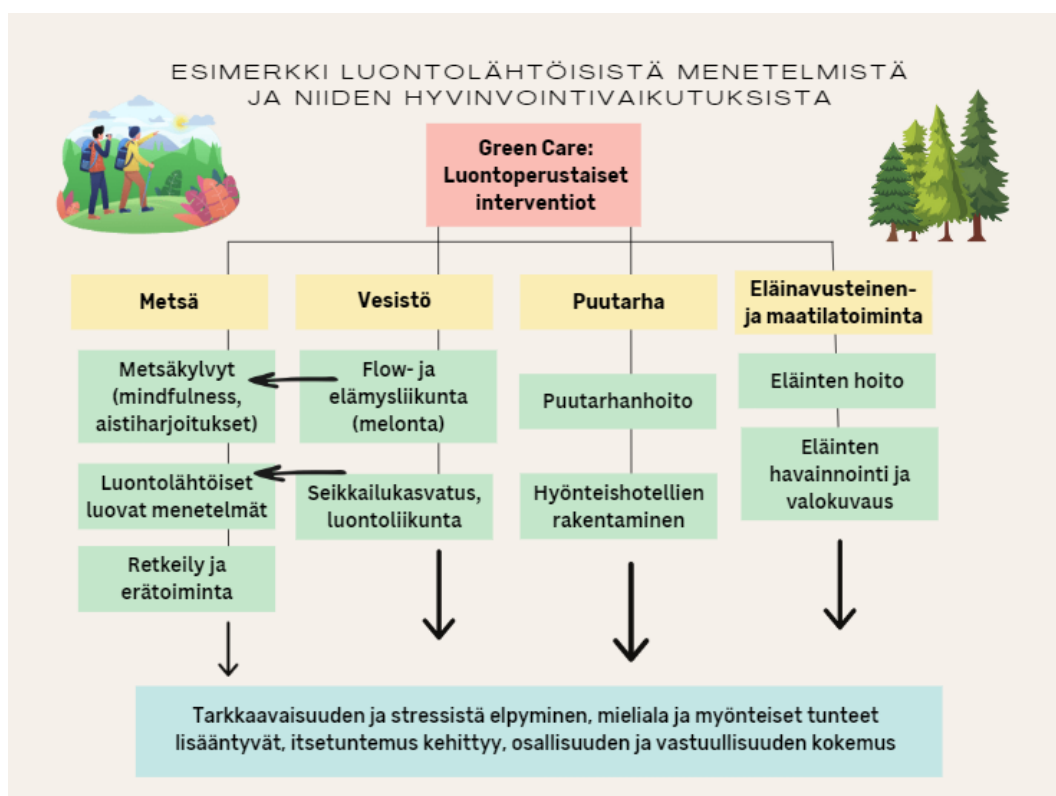 ESIMERKKI LUONTOLÄHTÖISISTÄ MENETELMISTÄ
JA NIIDEN HYVINVOINTIVAIKUTUKSISTA
Green Care:
Luontoperustaiset
interventiot
Metsä
Metsäkylvyt
(mindfulness,
aistiharjoitukset)
Luontolähtöiset
luovat menetelmät
Retkeily ja
erätoiminta
Vesistö
Flow- ja
elämysliikunta
(melonta)
Seikkailukasvatus,
luontoliikunta
Puutarha
Puutarhanhoito
Hyönteishotellien
rakentaminen
Eläinavusteinen-
ja maatilatoiminta
Eläinten hoito
Eläinten
havainnointi ja
valokuvaus
Tarkkaavaisuuden ja stressistä elpyminen, mieliala ja myönteiset tunteet
lisääntyvät, itsetuntemus kehittyy, osallisuuden ja vastuullisuuden kokemus